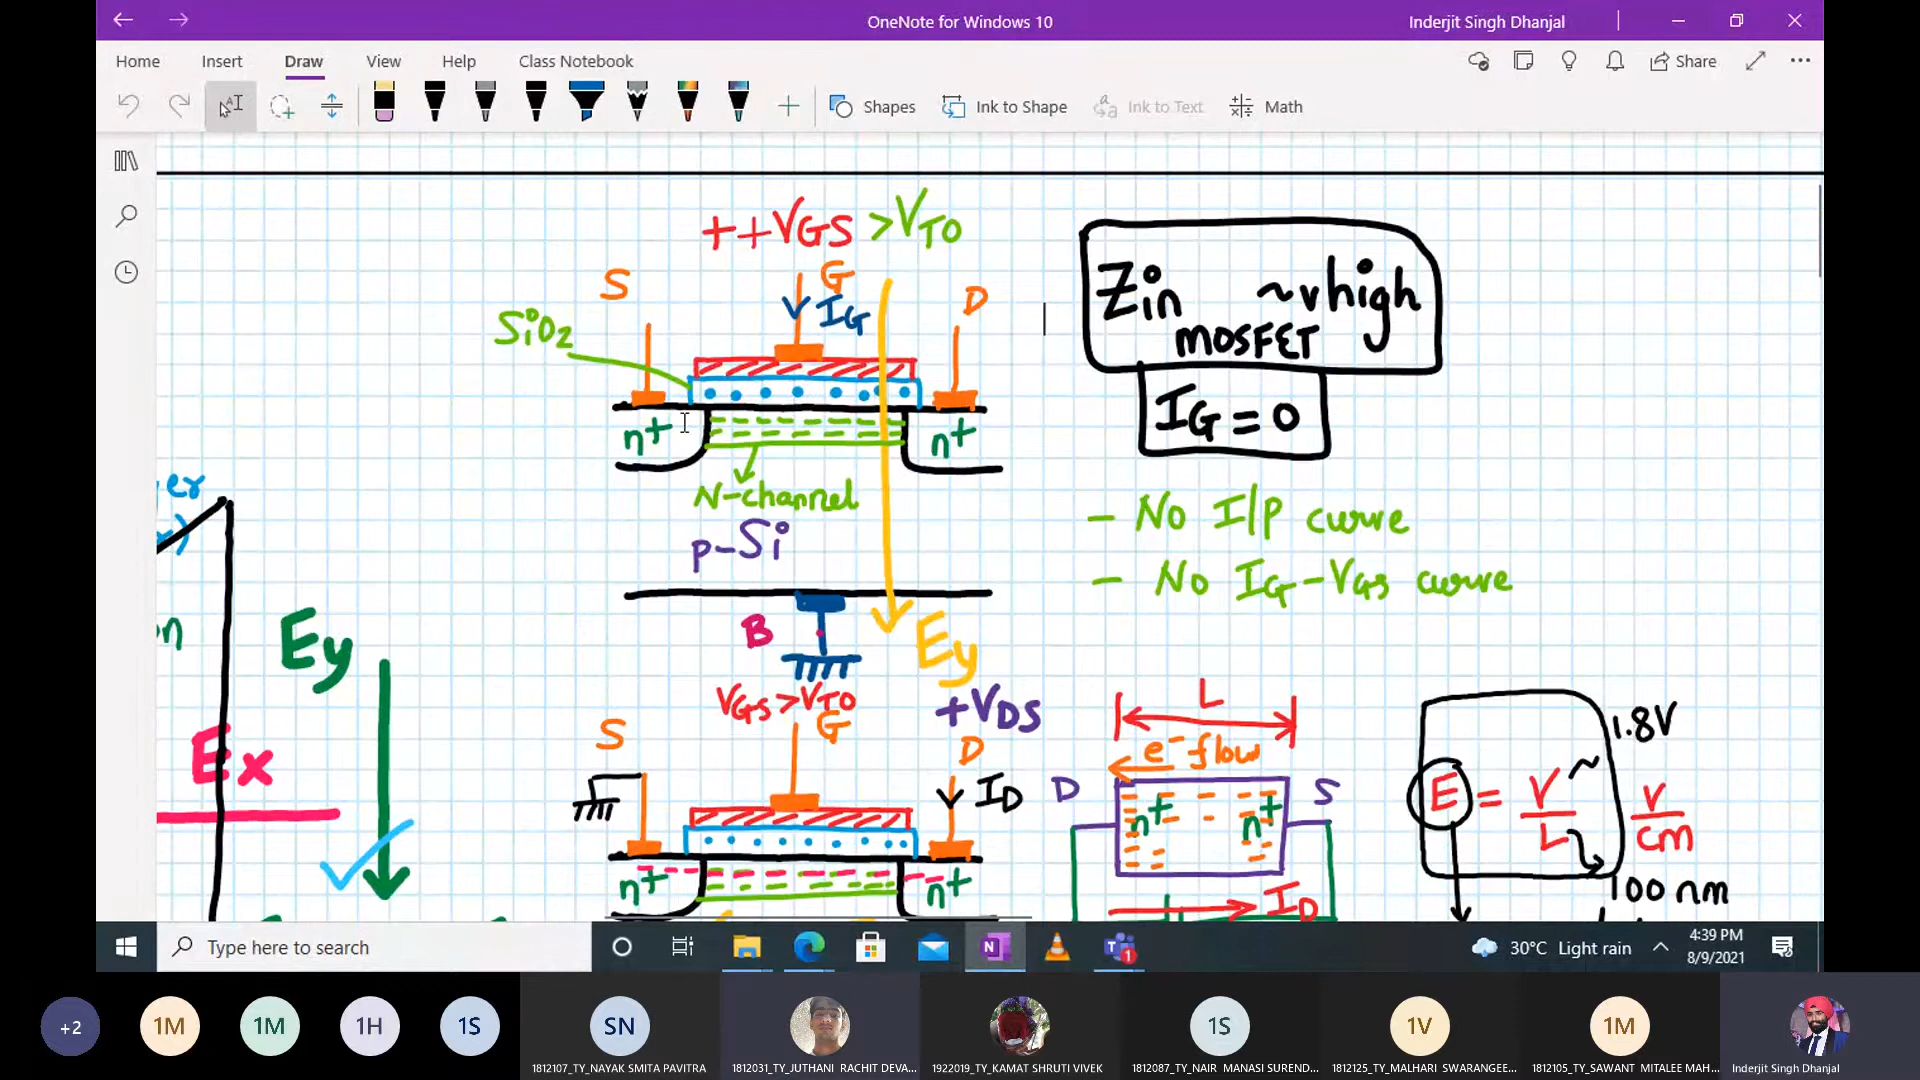 OneNote for Windows 10
Inderjit Singh Dhanjal
Home Insert Draw View Help Class Notebook
Share
Shapes Ink to Shape Ink to Text Math
++VGS >VTO
S
G
IG
D
SiO2
n+ n+
N-channel
p-Si
B
Ey
Zin ~vhigh
MOSFET
IG = 0
- No I/P curve
- No IG-VGS curve
er
n
Ey
Ex
VGS>VTO
+VDS
S
G
D
ID
n+ n+
L
e- flow
D
n+ n+
S
ID
1.8V
E = V/L ~ V/cm
100 nm
Type here to search
N
1
30°C Light rain
4:39 PM
8/9/2021
+2
1M
1M
1H
1S
SN
1S
1V
1M
1812107_TY_NAYAK SMITA PAVITRA
1812031_TY_JUTHANI RACHIT DEVA...
1922019_TY_KAMAT SHRUTI VIVEK
1812087_TY_NAIR MANASI SUREND...
1812125_TY_MALHARI SWARANGEE...
1812105_TY_SAWANT MITALEE MAH...
Inderjit Singh Dhanjal